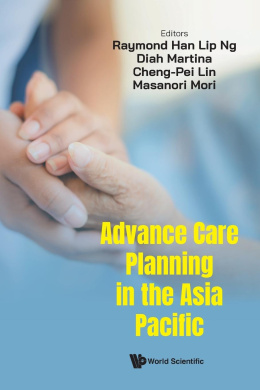 Editors
Raymond Han Lip Ng
Diah Martina
Cheng-Pei Lin
Masanori Mori
Advance Care
Planning
in the Asia
Pacific
World Scientific